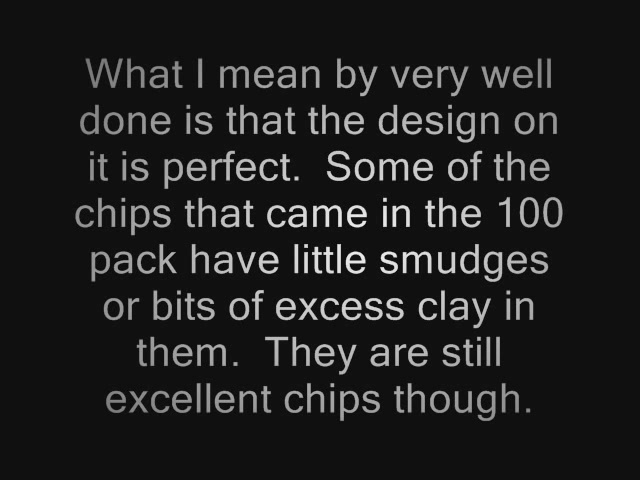 What I mean by very well
done is that the design on
it is perfect.  Some of the
chips that came in the 100
pack have little smudges
or bits of excess clay in
them.  They are still
excellent chips though.